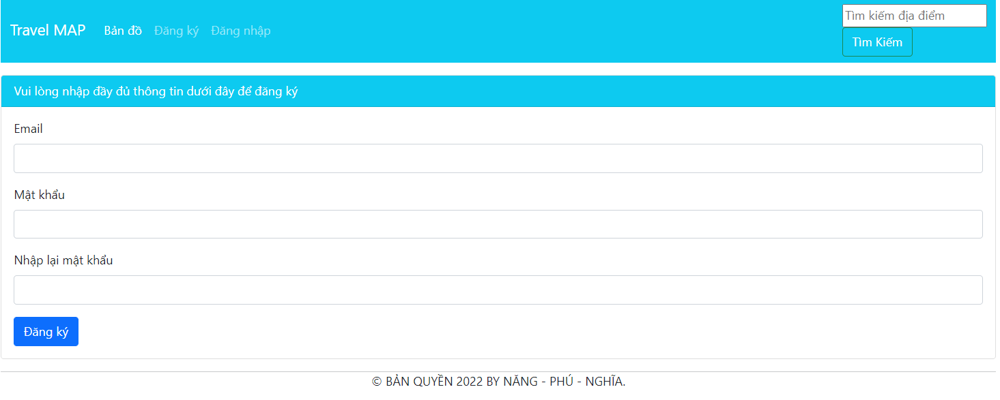 Travel MAP Bản đồ Đăng ký Đăng nhập
Tìm kiếm địa điểm
Tìm Kiếm
Vui lòng nhập đầy đủ thông tin dưới đây để đăng ký
Email
Mật khẩu
Nhập lại mật khẩu
Đăng ký
© BẢN QUYỀN 2022 BY NĂNG - PHÚ - NGHĨA.